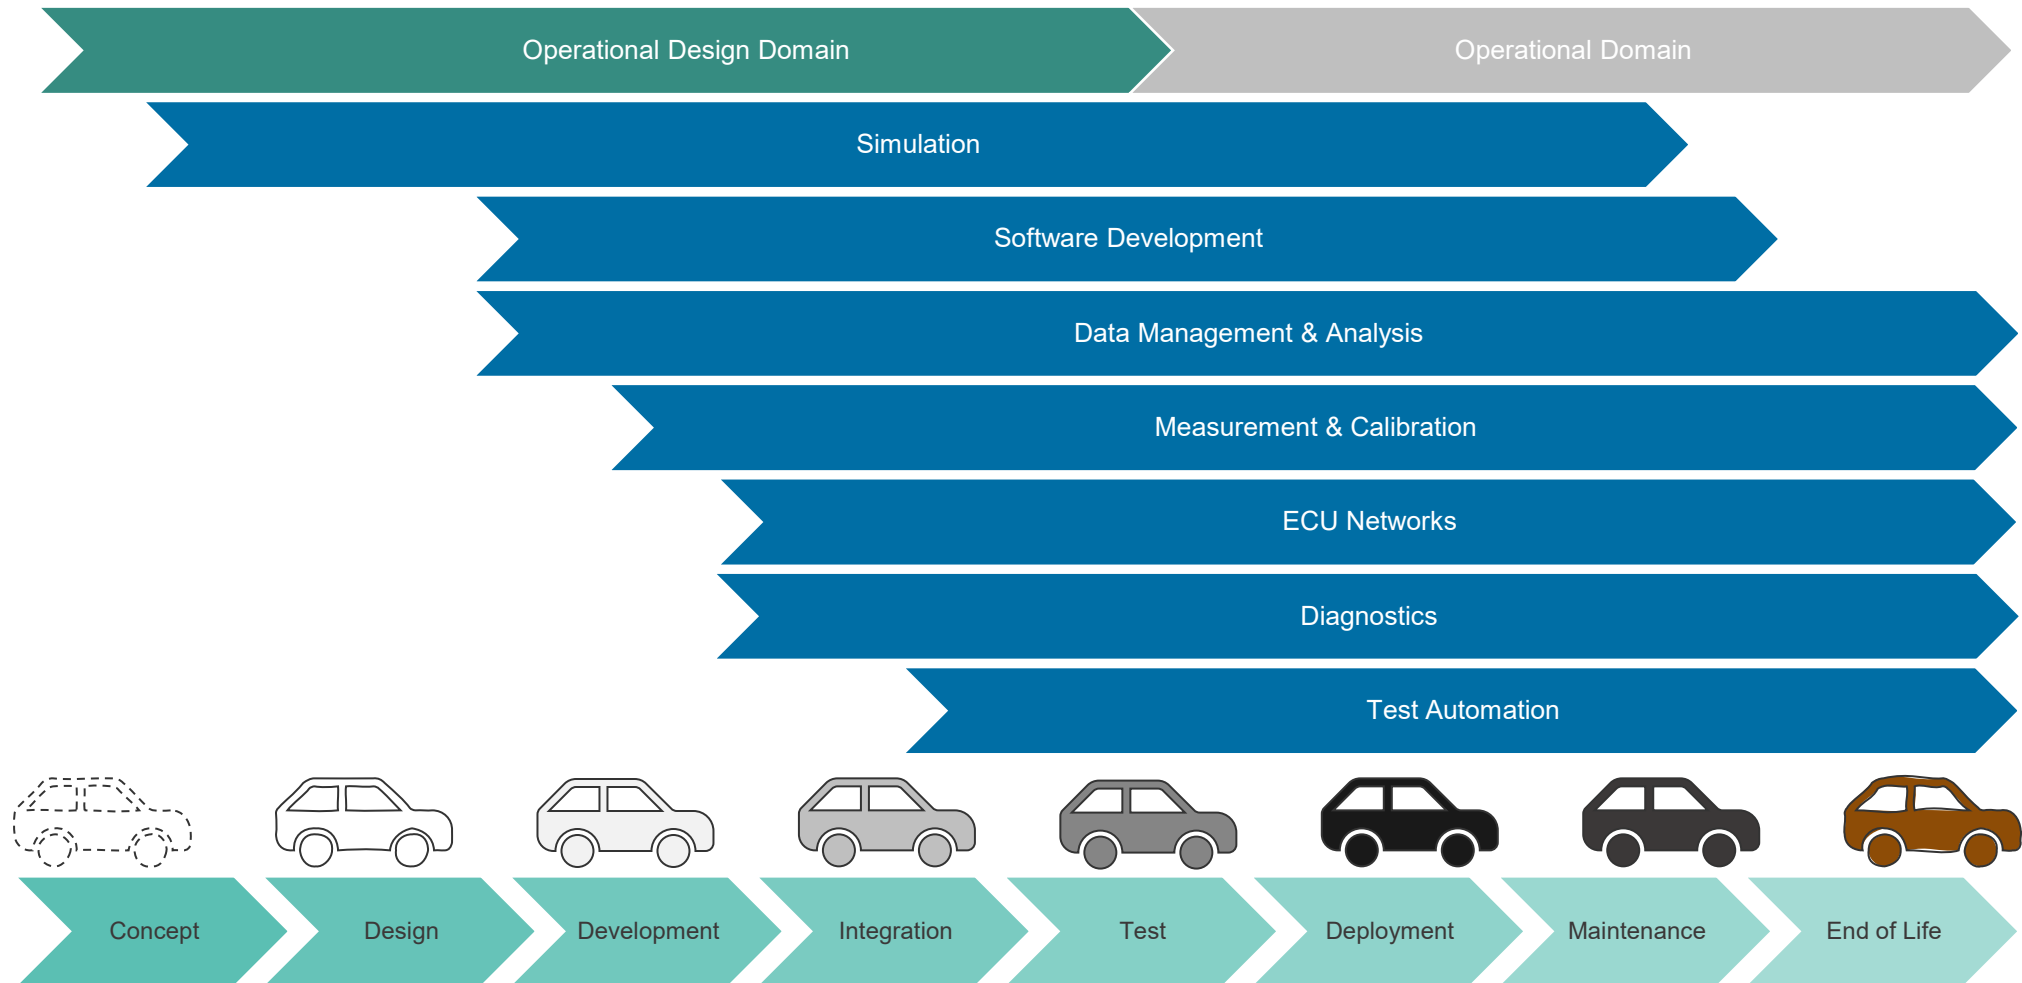 Operational Design Domain
Operational Domain
Simulation
Software Development
Data Management & Analysis
Measurement & Calibration
ECU Networks
Diagnostics
Test Automation
Concept
Design
Development
Integration
Test
Deployment
Maintenance
End of Life